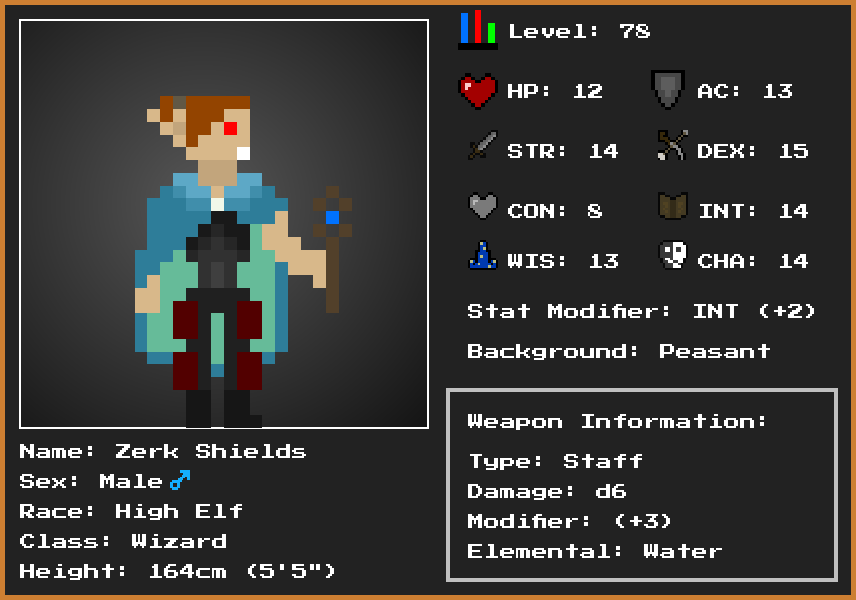 Level: 78
HP: 12 AC: 13
STR: 14 DEX: 15
CON: 8 INT: 14
WIS: 13 CHA: 14
Stat Modifier: INT (+2)
Background: Peasant
Weapon Information:
Type: Staff
Damage: d6
Modifier: (+3)
Elemental: Water
Name: Zerk Shields
Sex: Male♂
Race: High Elf
Class: Wizard
Height: 164cm (5'5")